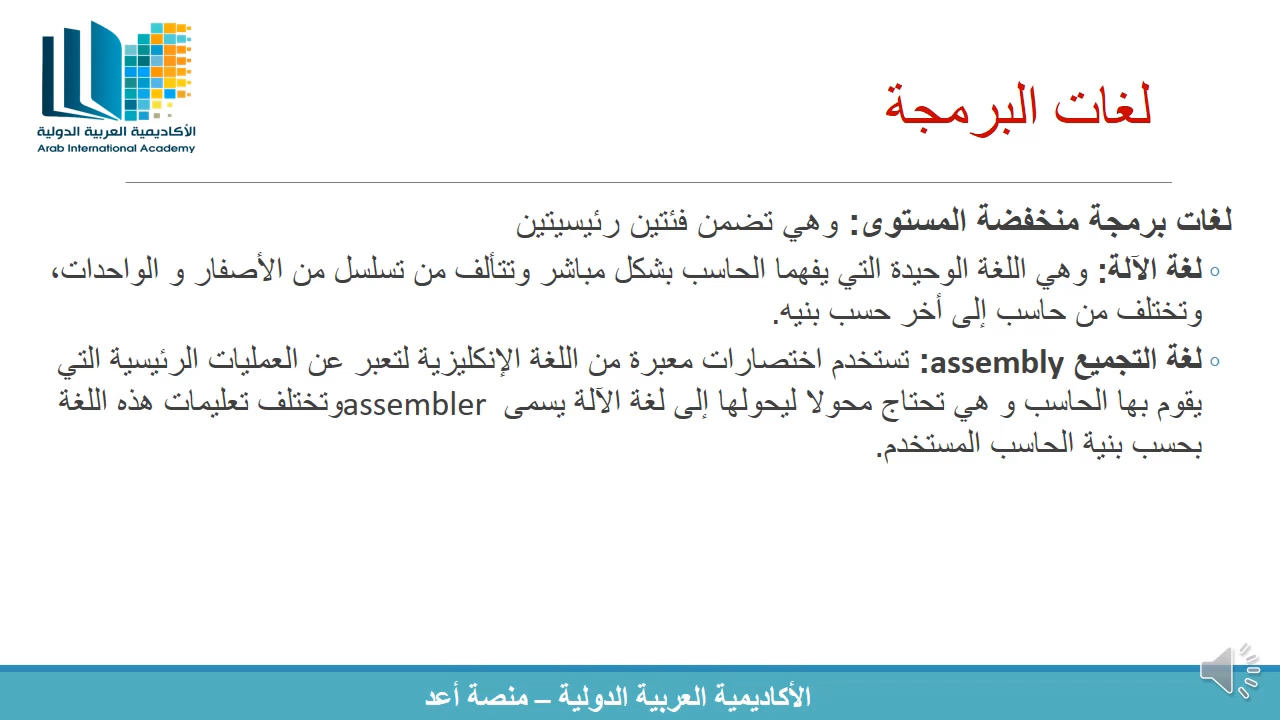 الأكاديمية العربية الدولية
Arab International Academy
لغات البرمجة
لغات برمجة منخفضة المستوى: وهي تضمن فئتين رئيسيتين
◦ لغة الآلة: وهي اللغة الوحيدة التي يفهما الحاسب بشكل مباشر وتتألف من تسلسل من الأصفار و الواحدات،
وتختلف من حاسب إلى أخر حسب بنيه.
◦ لغة التجميع assembly: تستخدم اختصارات معبرة من اللغة الإنكليزية لتعبر عن العمليات الرئيسية التي
يقوم بها الحاسب و هي تحتاج محولا ليحولها إلى لغة الآلة يسمى assembler وتختلف تعليمات هذه اللغة
بحسب بنية الحاسب المستخدم.
الأكاديمية العربية الدولية – منصة أعد